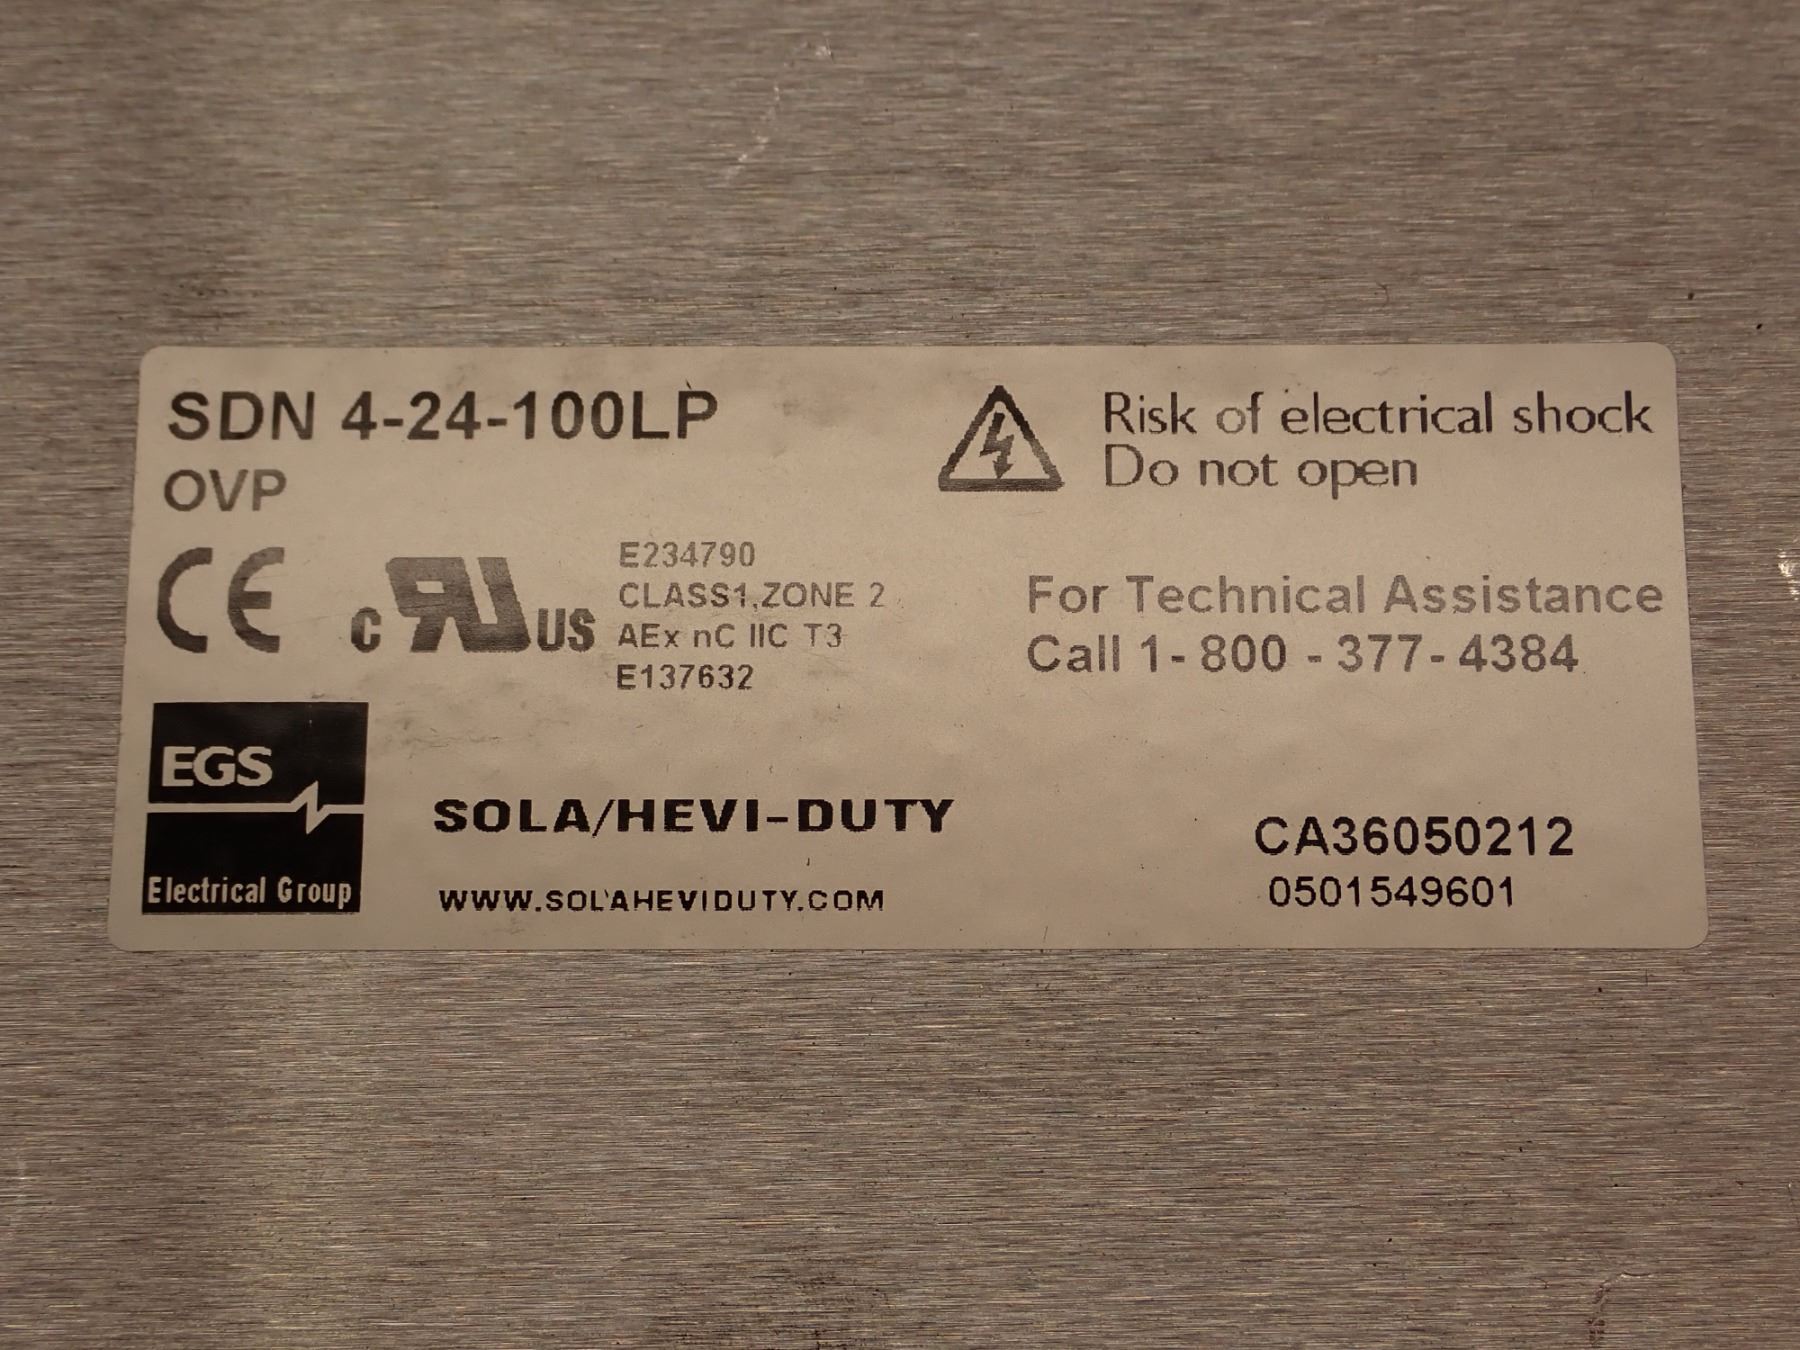 SDN 4-24-100LP
OVP
Risk of electrical shock
Do not open
CE
c RU US
E234790
CLASS1,ZONE 2
AEx nC IIC T3
E137632
For Technical Assistance
Call 1-800-377-4384
EGS
Electrical Group
SOLA/HEVI-DUTY
WWW.SOLAHEVIDUTY.COM
CA36050212
0501549601